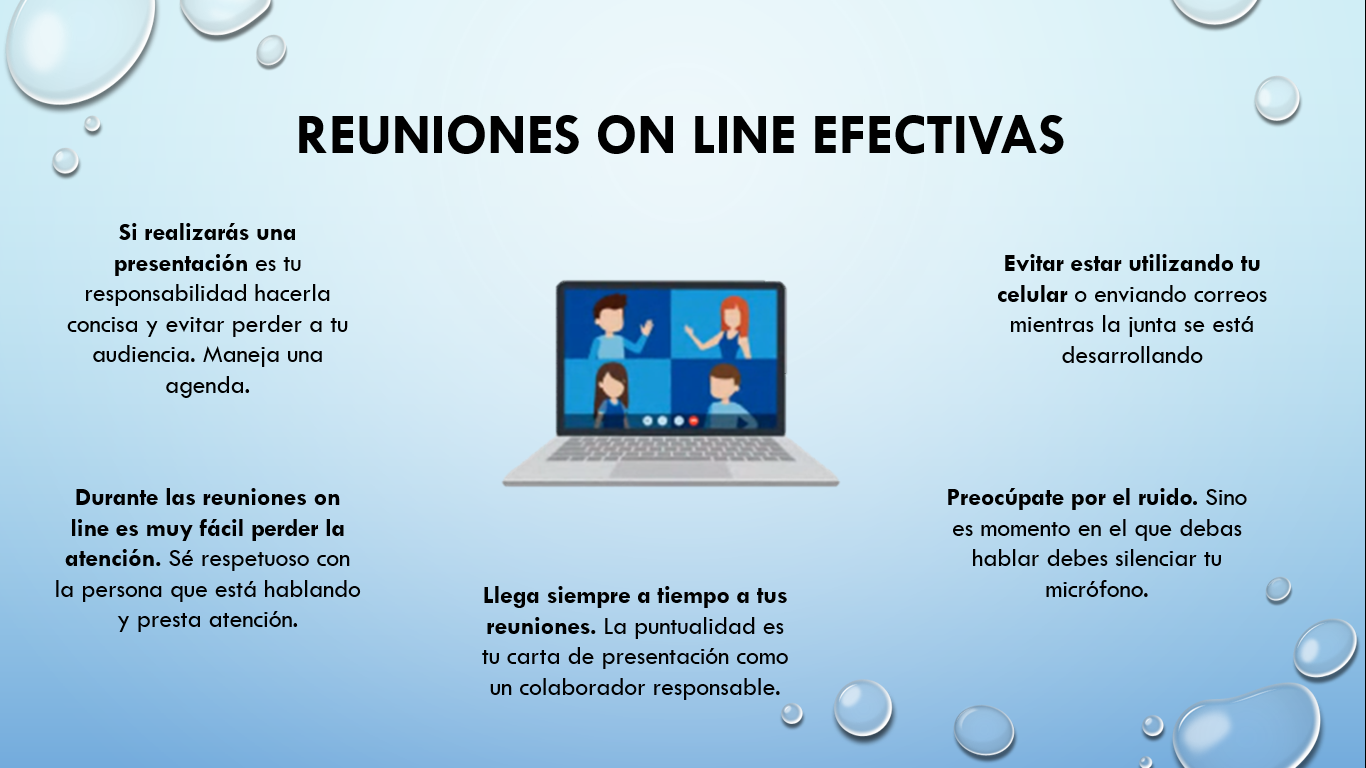 REUNIONES ON LINE EFECTIVAS
Si realizarás una
presentación es tu
responsabilidad hacerla
concisa y evitar perder a tu
audiencia. Maneja una
agenda.
Evitar estar utilizando tu
celular o enviando correos
mientras la junta se está
desarrollando
Durante las reuniones on
line es muy fácil perder la
atención. Sé respetuoso con
la persona que está hablando
y presta atención.
Preocúpate por el ruido. Sino
es momento en el que debas
hablar debes silenciar tu
micrófono.
Llega siempre a tiempo a tus
reuniones. La puntualidad es
tu carta de presentación como
un colaborador responsable.